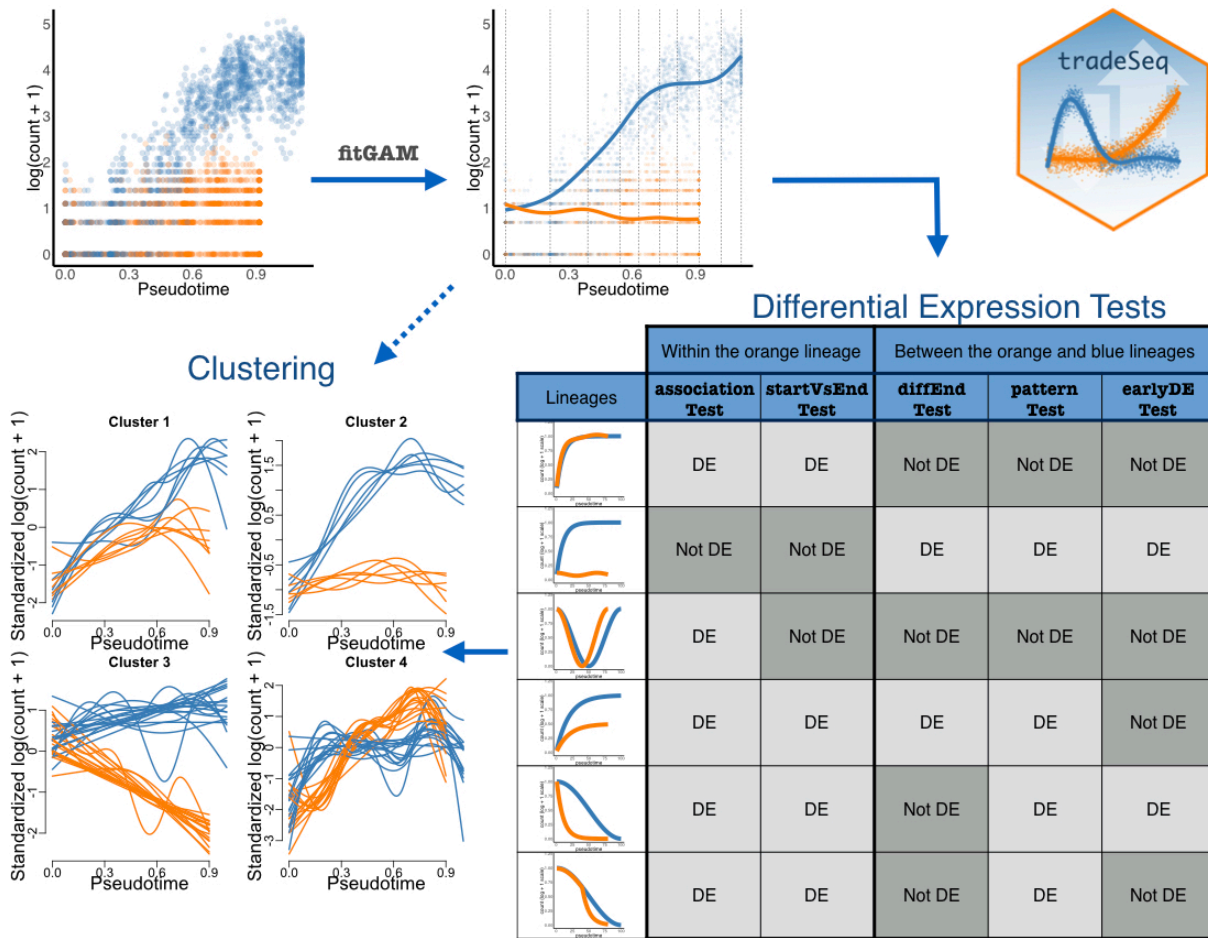 log(count + 1)
5
4
3
2
1
0
0.0 0.3 0.6 0.9
Pseudotime
fitGAM
log(count + 1)
5
4
3
2
1
0
0.0 0.3 0.6 0.9
Pseudotime
tradeSeq
Clustering
Cluster 1
Standardized log(count + 1)
2
1
0
-1
-2
0.0 0.3 0.6 0.9
Pseudotime
Cluster 2
Standardized log(count + 1)
1.5
0.5
-0.5
-1.5
0.0 0.3 0.6 0.9
Pseudotime
Cluster 3
Standardized log(count + 1)
1
0
-1
-2
0.0 0.3 0.6 0.9
Pseudotime
Cluster 4
Standardized log(count + 1)
2
1
0
-1
-2
-3
0.0 0.3 0.6 0.9
Pseudotime
Differential Expression Tests
Within the orange lineage Between the orange and blue lineages
Lineages association Test startVsEnd Test diffEnd Test pattern Test earlyDE Test
DE DE Not DE Not DE Not DE
Not DE Not DE DE DE DE
DE Not DE Not DE Not DE Not DE
DE DE DE DE Not DE
DE DE Not DE DE DE
DE DE Not DE DE Not DE